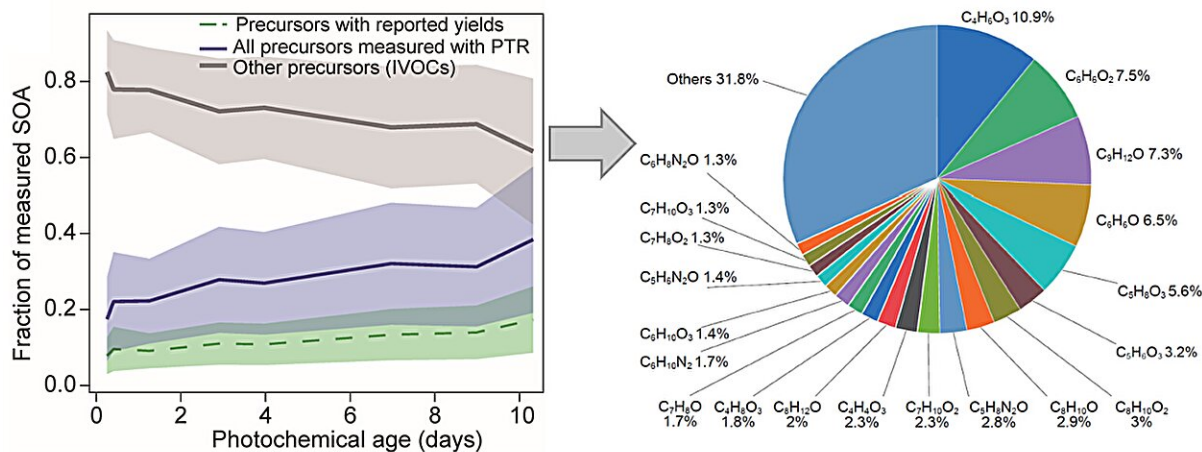 Precursors with reported yields
All precursors measured with PTR
Other precursors (IVOCs)
Fraction of measured SOA
0.8
0.6
0.4
0.2
0.0
0 2 4 6 8 10
Photochemical age (days)
C₄H₆O₃ 10.9%
C₆H₆O₂ 7.5%
C₉H₁₂O 7.3%
C₆H₆O 6.5%
C₅H₈O₃ 5.6%
C₅H₆O₃ 3.2%
C₈H₁₀O₂
3%
C₈H₁₀O
2.9%
C₅H₈N₂O
2.8%
C₇H₁₀O₂
2.3%
C₄H₄O₃
2.3%
2%
C₄H₈O₃
1.8%
C₇H₈O
1.7%
C₆H₁₀N₂ 1.7%
C₆H₁₀O₃ 1.4%
C₅H₆N₂O 1.4%
C₇H₈O₂ 1.3%
C₇H₁₀O₃ 1.3%
C₆H₈N₂O 1.3%
Others 31.8%